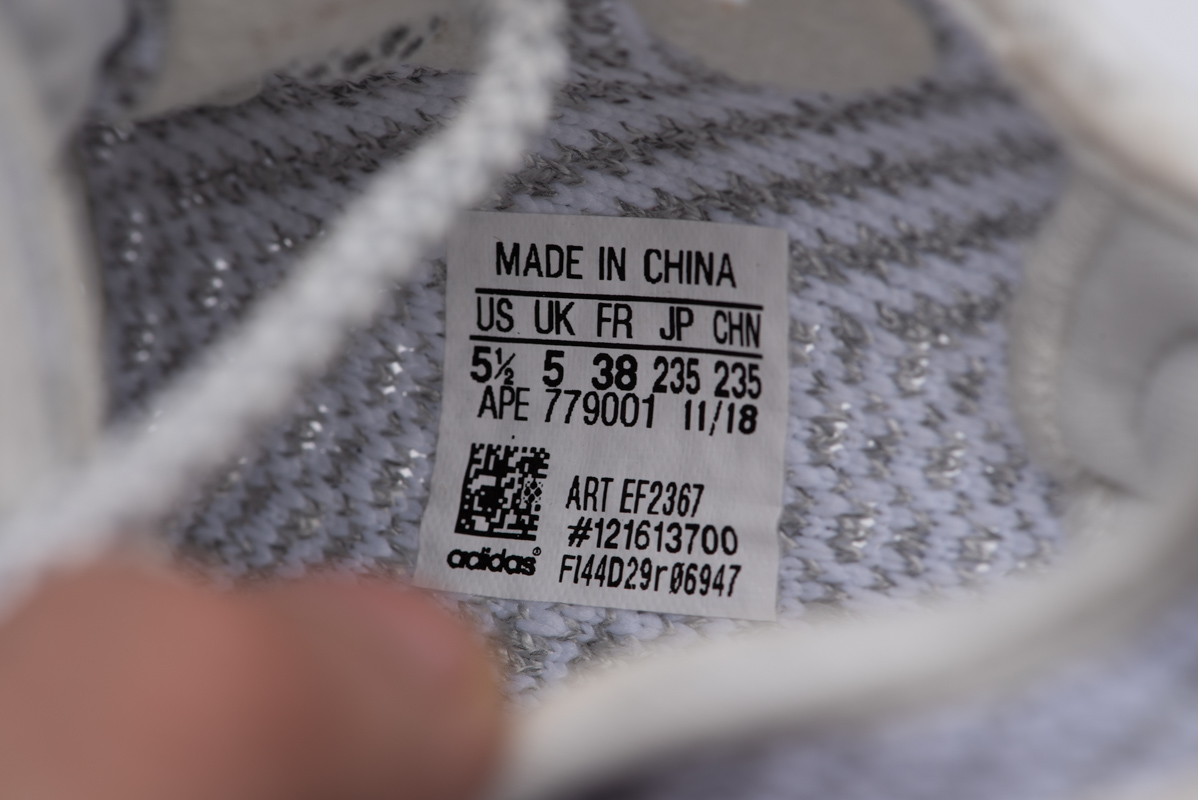 MADE IN CHINA
US UK FR JP CHN
5½ 5 38 235 235
APE 779001 11/18
ART EF2367
#121613700
adidas®
F144D29rØ6947